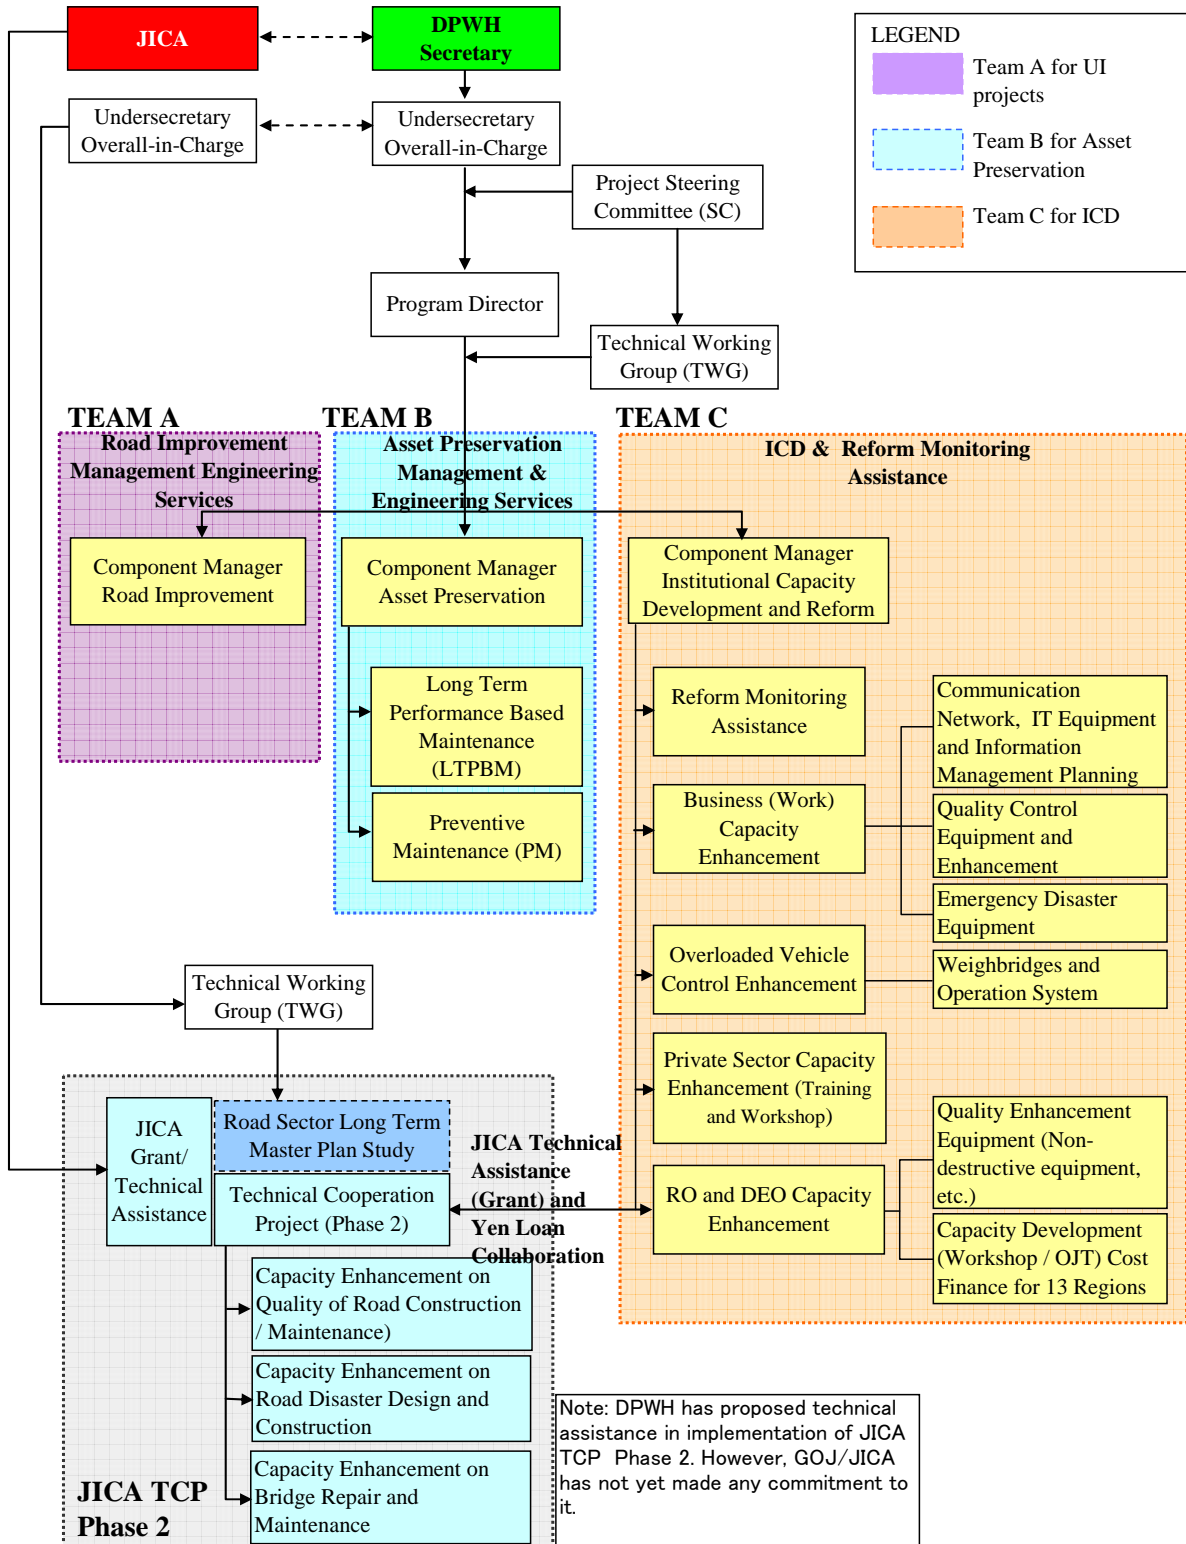 JICA
DPWH
Secretary
LEGEND
Team A for UI
projects
Team B for Asset
Preservation
Team C for ICD
Undersecretary
Overall-in-Charge
Undersecretary
Overall-in-Charge
Project Steering
Committee (SC)
Program Director
Technical Working
Group (TWG)
TEAM A
Road Improvement
Management Engineering
Services
Component Manager
Road Improvement
TEAM B
Asset Preservation
Management &
Engineering Services
Component Manager
Asset Preservation
Long Term
Performance Based
Maintenance
(LTPBM)
Preventive
Maintenance (PM)
TEAM C
ICD & Reform Monitoring
Assistance
Component Manager
Institutional Capacity
Development and Reform
Reform Monitoring
Assistance
Communication
Network, IT Equipment
and Information
Management Planning
Business (Work)
Capacity
Enhancement
Quality Control
Equipment and
Enhancement
Emergency Disaster
Equipment
Overloaded Vehicle
Control Enhancement
Weighbridges and
Operation System
Private Sector Capacity
Enhancement (Training
and Workshop)
Quality Enhancement
Equipment (Non-
destructive equipment,
etc.)
RO and DEO Capacity
Enhancement
Capacity Development
(Workshop / OJT) Cost
Finance for 13 Regions
Technical Working
Group (TWG)
JICA
Grant/
Technical
Assistance
Road Sector Long Term
Master Plan Study
Technical Cooperation
Project (Phase 2)
JICA Technical
Assistance
(Grant) and
Yen Loan
Collaboration
Capacity Enhancement on
Quality of Road Construction
/ Maintenance)
Capacity Enhancement on
Road Disaster Design and
Construction
Capacity Enhancement on
Bridge Repair and
Maintenance
JICA TCP
Phase 2
Note: DPWH has proposed technical
assistance in implementation of JICA
TCP Phase 2. However, GOJ/JICA
has not yet made any commitment to
it.